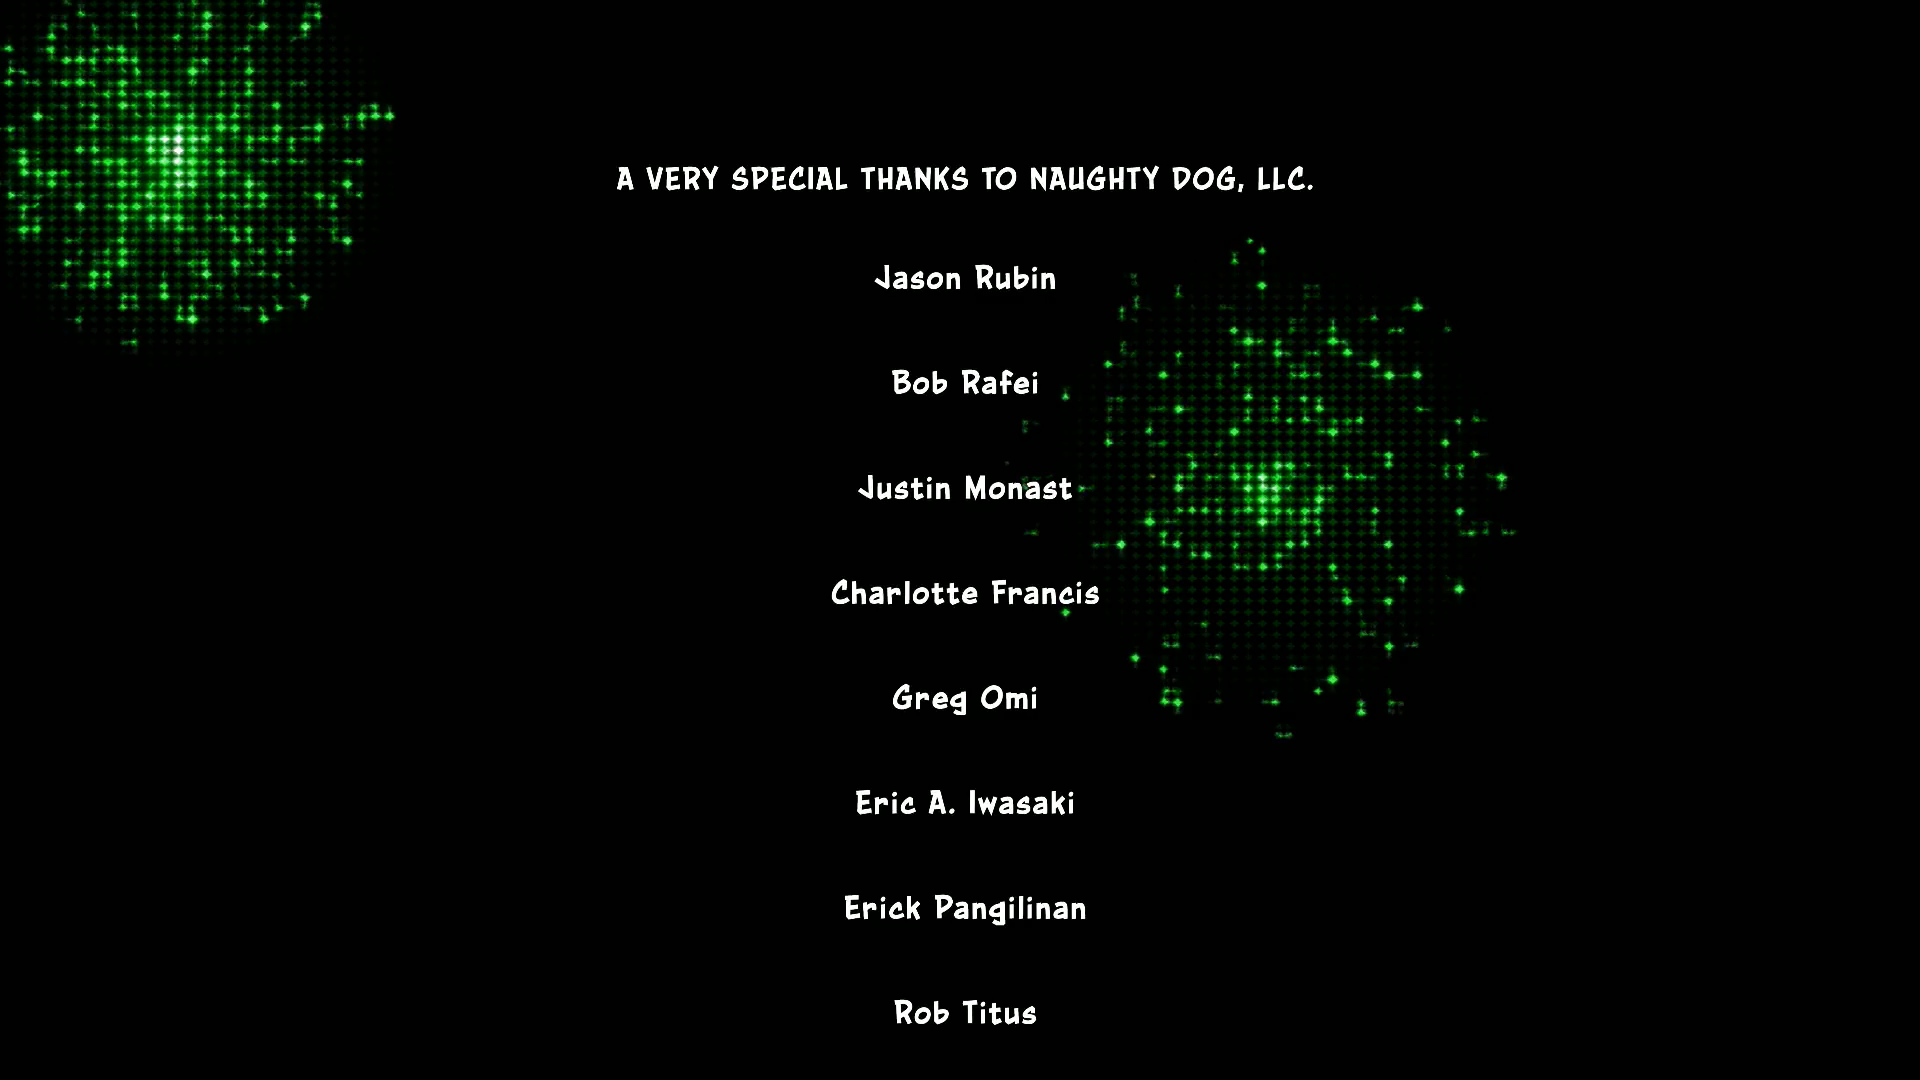 A VERY SPECIAL THANKS TO NAUGHTY DOG, LLC.
Jason Rubin
Bob Rafei
Justin Monast
Charlotte Francis
Greg Omi
Eric A. Iwasaki
Erick Pangilinan
Rob Titus